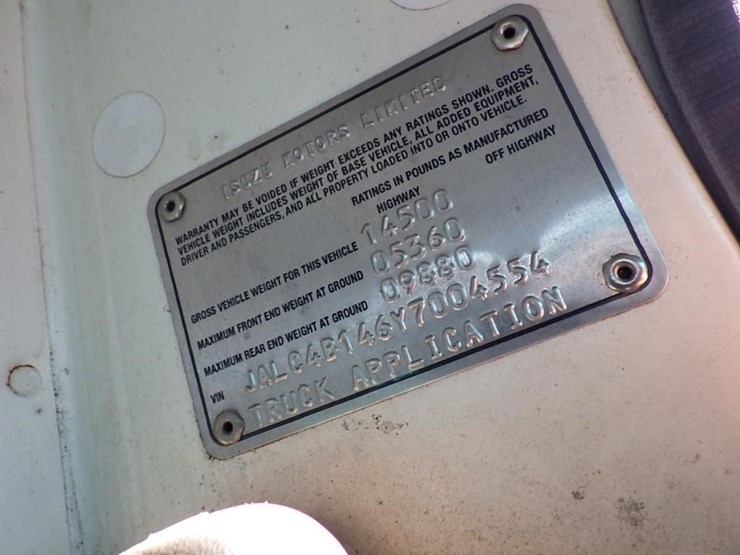 ISUZU MOTORS LIMITED
WARRANTY MAY BE VOIDED IF WEIGHT EXCEEDS ANY RATINGS SHOWN. GROSS
VEHICLE WEIGHT INCLUDES WEIGHT OF BASE VEHICLE, ALL ADDED EQUIPMENT,
DRIVER AND PASSENGERS, AND ALL PROPERTY LOADED INTO OR ONTO VEHICLE.
RATINGS IN POUNDS AS MANUFACTURED
HIGHWAY OFF HIGHWAY
GROSS VEHICLE WEIGHT FOR THIS VEHICLE 14500
MAXIMUM FRONT END WEIGHT AT GROUND 05360
MAXIMUM REAR END WEIGHT AT GROUND 09880
VIN JALC4B146Y7004554
TRUCK APPLICATION